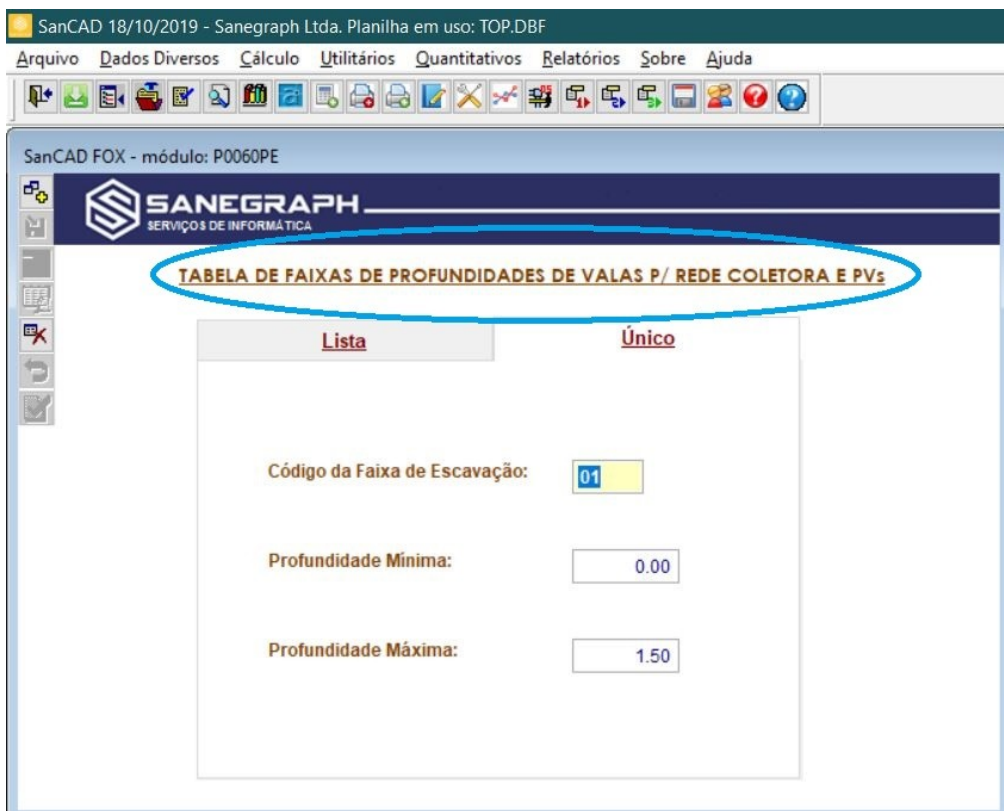 SanCAD 18/10/2019 - Sanegraph Ltda. Planilha em uso: TOP.DBF
Arquivo Dados Diversos Cálculo Utilitários Quantitativos Relatórios Sobre Ajuda
SanCAD FOX - módulo: P0060PE
SANEGRAPH
SERVIÇOS DE INFORMÁTICA
TABELA DE FAIXAS DE PROFUNDIDADES DE VALAS P/ REDE COLETORA E PVs
Lista Único
Código da Faixa de Escavação: 01
Profundidade Mínima: 0.00
Profundidade Máxima: 1.50